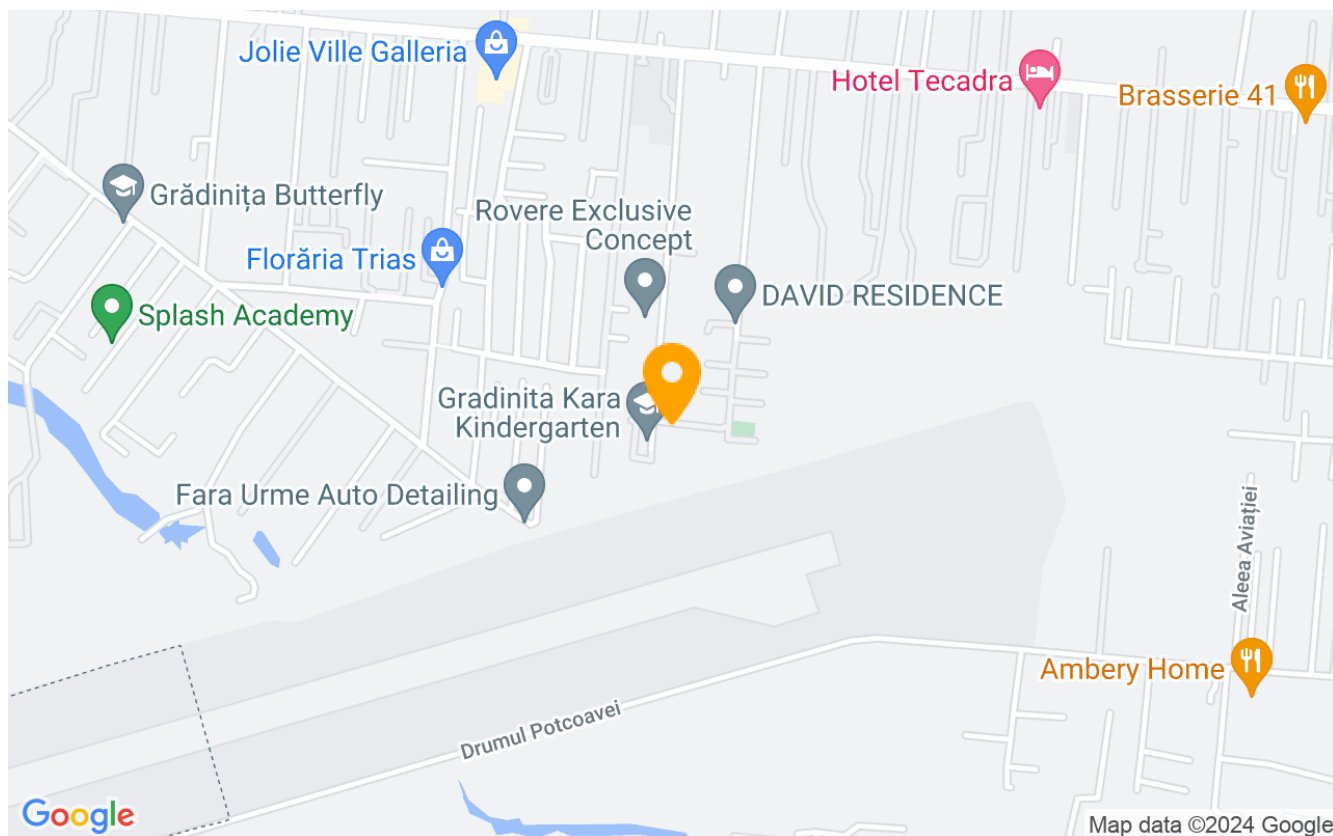 Jolie Ville Galleria
Hotel Tecadra
Brasserie 41
Grădinița Butterfly
Rovere Exclusive
Concept
Florăria Trias
DAVID RESIDENCE
Splash Academy
Gradinita Kara
Kindergarten
Fara Urme Auto Detailing
Aleea Aviației
Ambery Home
Drumul Potcoavei
Google
Map data ©2024 Google